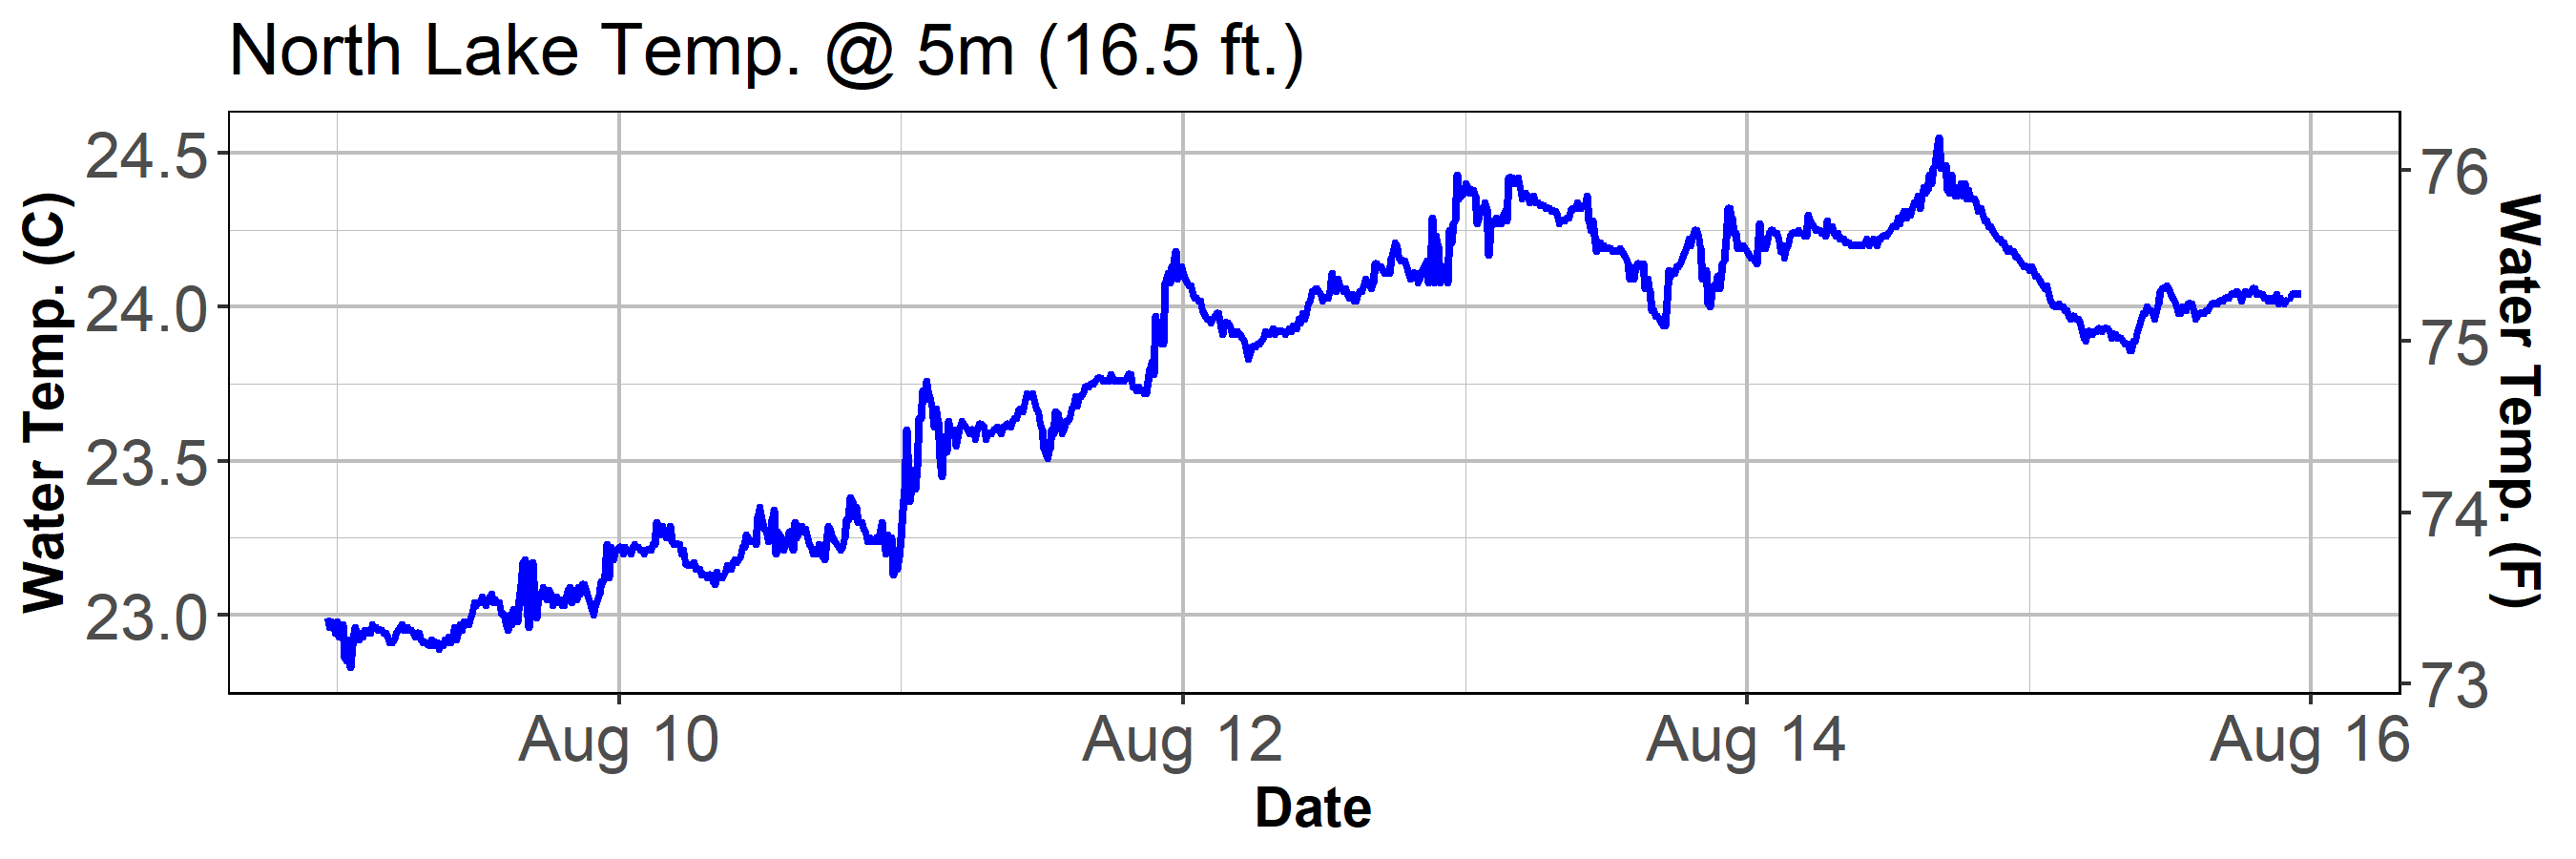 North Lake Temp. @ 5m (16.5 ft.)
Water Temp. (C)
24.5
24.0
23.5
23.0
76
75
74
73
Water Temp. (F)
Aug 10 Aug 12 Aug 14 Aug 16
Date